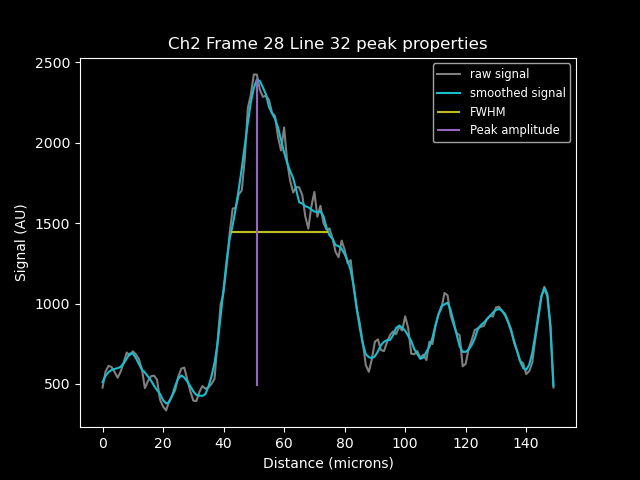 Ch2 Frame 28 Line 32 peak properties
raw signal
smoothed signal
FWHM
Peak amplitude
Signal (AU)
2500
2000
1500
1000
500
0 20 40 60 80 100 120 140
Distance (microns)